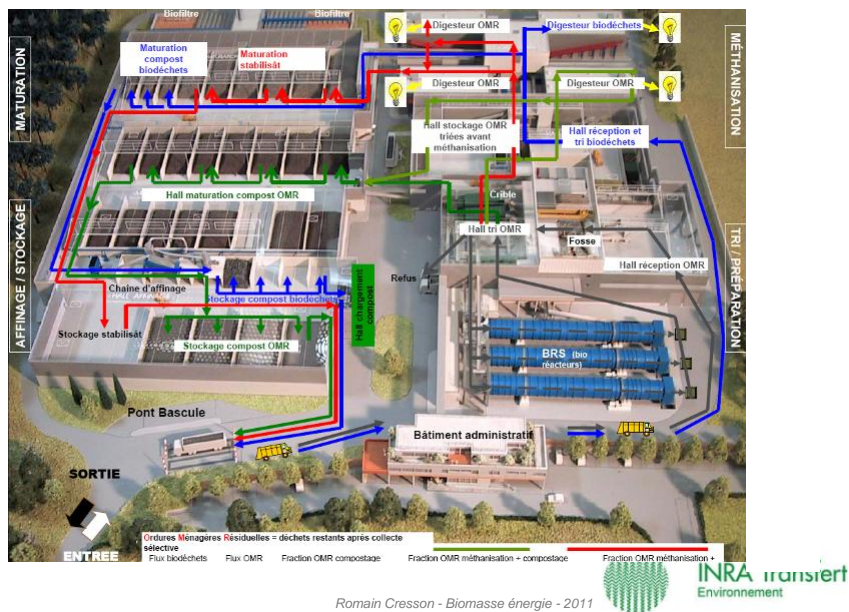 Biofiltre
Biofiltre
Digesteur OMR
Digesteur biodéchets
Maturation
compost
biodéchets
Maturation
stabilisât
MATURATION
MÉTHANISATION
Digesteur OMR
Digesteur OMR
Hall stockage OMR
triées avant
méthanisation
Hall réception et
tri biodéchets
Hall maturation compost OMR
Crible
Hall tri OMR
Fosse
Hall réception OMR
AFFINAGE / STOCKAGE
TRI / PRÉPARATION
Refus
Chaîne d'affinage
Stockage compost biodéchets
Hall chargement
compost
Stockage stabilisât
Stockage compost OMR
BRS (bio
réacteurs)
Pont Bascule
Bâtiment administratif
SORTIE
ENTREE
Ordures Ménagères Résiduelles = déchets restants après collecte
sélective
Flux biodéchets Flux OMR Fraction OMR compostage Fraction OMR méthanisation + compostage Fraction OMR méthanisation +
INRA Transfert
Environnement
Romain Cresson - Biomasse énergie - 2011